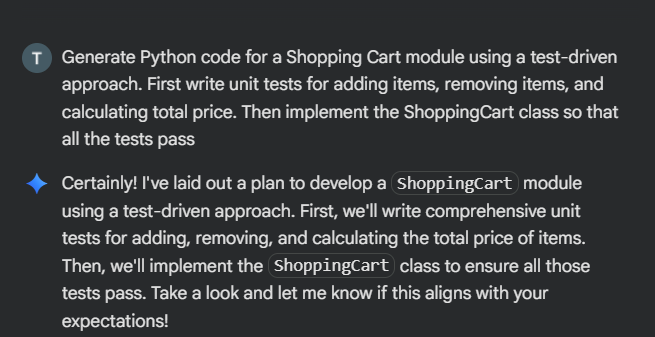 T Generate Python code for a Shopping Cart module using a test-driven
approach. First write unit tests for adding items, removing items, and
calculating total price. Then implement the ShoppingCart class so that
all the tests pass
Certainly! I've laid out a plan to develop a ShoppingCart module
using a test-driven approach. First, we'll write comprehensive unit
tests for adding, removing, and calculating the total price of items.
Then, we'll implement the ShoppingCart class to ensure all those
tests pass. Take a look and let me know if this aligns with your
expectations!